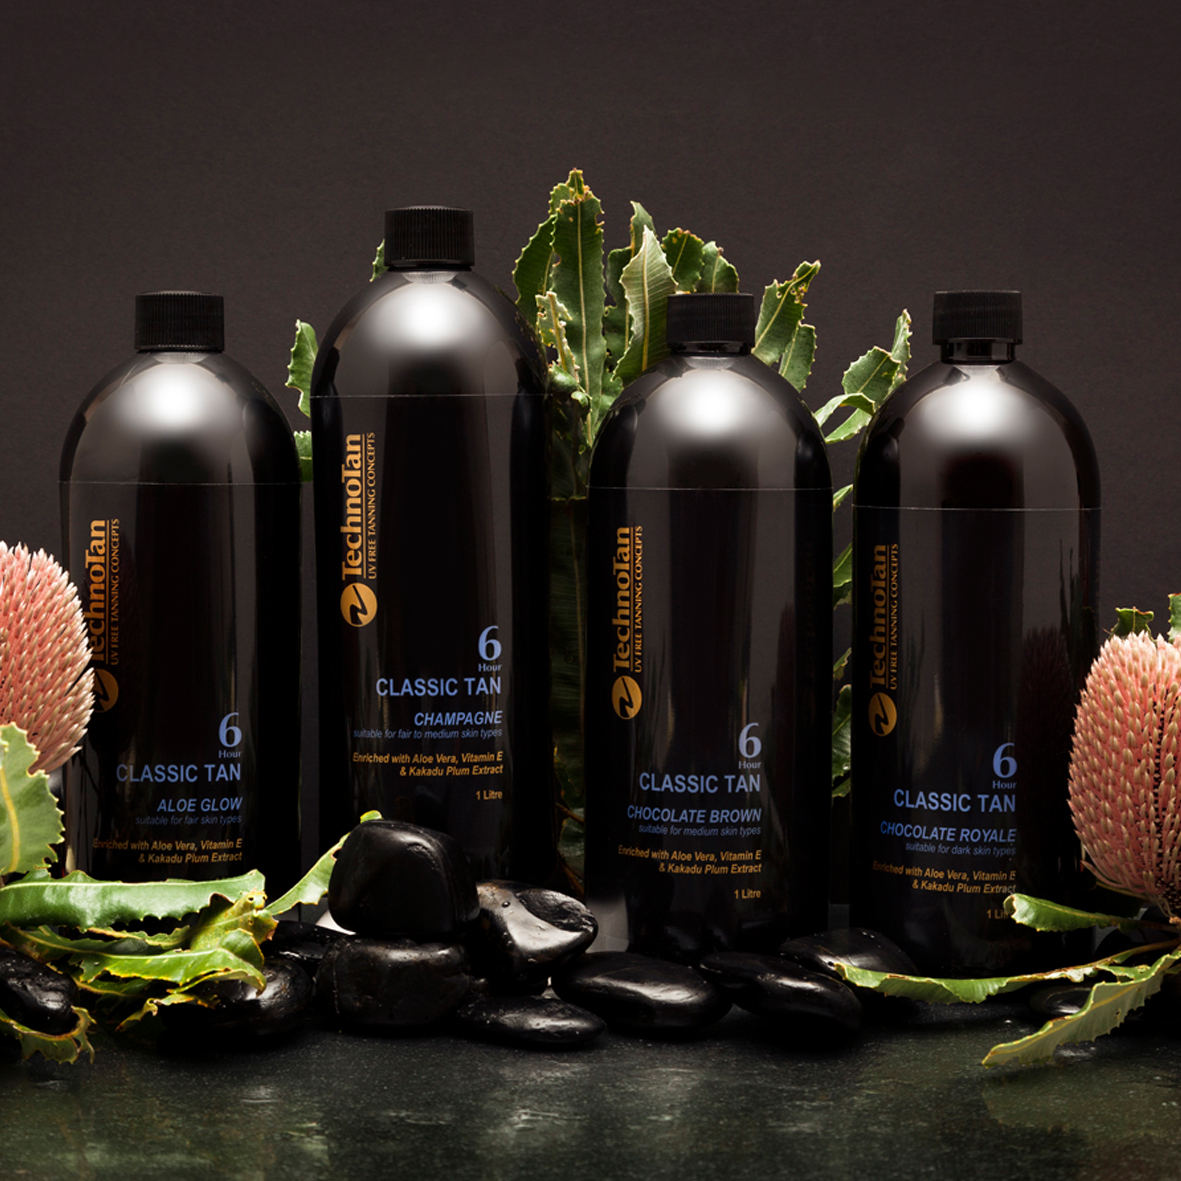 TechnoTan
UV FREE TANNING CONCEPTS
6
Hour
CLASSIC TAN
ALOE GLOW
suitable for fair skin types
Enriched with Aloe Vera, Vitamin E
& Kakadu Plum Extract
TechnoTan
UV FREE TANNING CONCEPTS
6
Hour
CLASSIC TAN
CHAMPAGNE
suitable for fair to medium skin types
Enriched with Aloe Vera, Vitamin E
& Kakadu Plum Extract
1 Litre
TechnoTan
UV FREE TANNING CONCEPTS
6
Hour
CLASSIC TAN
CHOCOLATE BROWN
suitable for medium skin types
Enriched with Aloe Vera, Vitamin E
& Kakadu Plum Extract
1 Litre
TechnoTan
UV FREE TANNING CONCEPTS
6
Hour
CLASSIC TAN
CHOCOLATE ROYALE
suitable for dark skin types
Enriched with Aloe Vera, Vitamin E
& Kakadu Plum Extract
1 Li